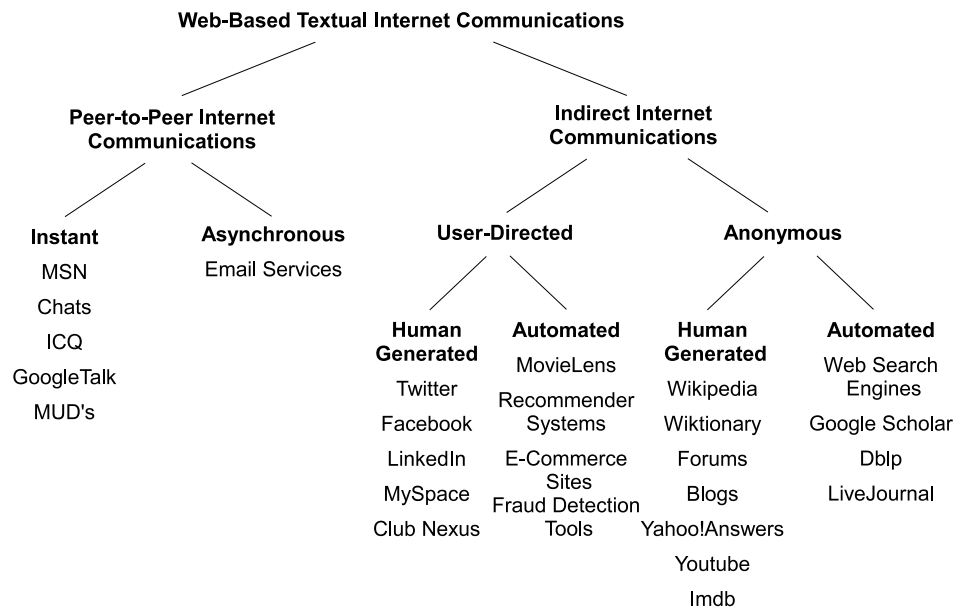 Web-Based Textual Internet Communications
Peer-to-Peer Internet
Communications
Indirect Internet
Communications
Instant
MSN
Chats
ICQ
GoogleTalk
MUD's
Asynchronous
Email Services
User-Directed
Anonymous
Human
Generated
Twitter
Facebook
LinkedIn
MySpace
Club Nexus
Automated
MovieLens
Recommender
Systems
E-Commerce
Sites
Fraud Detection
Tools
Human
Generated
Wikipedia
Wiktionary
Forums
Blogs
Yahoo!Answers
Youtube
Imdb
Automated
Web Search
Engines
Google Scholar
Dblp
LiveJournal